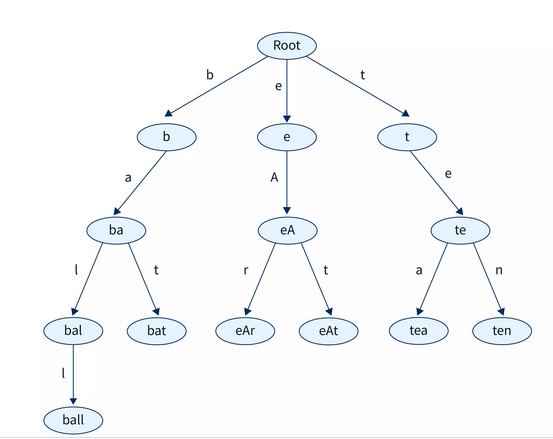 Root
b e t
b e t
a A e
ba eA te
l t r t a n
bal bat eAr eAt tea ten
l
ball